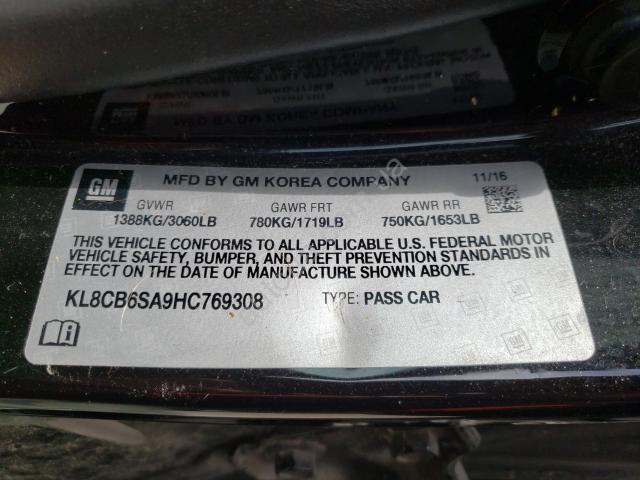 GM MFD BY GM KOREA COMPANY 11/16
GVWR GAWR FRT GAWR RR
1388KG/3060LB 780KG/1719LB 750KG/1653LB
THIS VEHICLE CONFORMS TO ALL APPLICABLE U.S. FEDERAL MOTOR
VEHICLE SAFETY, BUMPER, AND THEFT PREVENTION STANDARDS IN
EFFECT ON THE DATE OF MANUFACTURE SHOWN ABOVE.
KL8CB6SA9HC769308 TYPE: PASS CAR